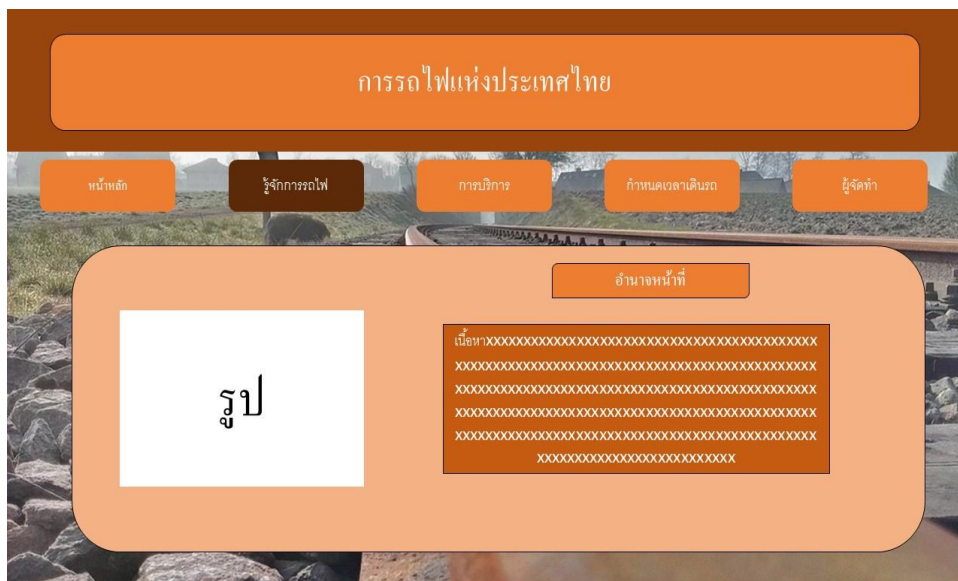 การรถไฟแห่งประเทศไทย
หน้าหลัก
รู้จักการรถไฟ
การบริการ
กำหนดเวลาเดินรถ
ผู้จัดทำ
อำนาจหน้าที่
รูป
เนื้อหาxxxxxxxxxxxxxxxxxxxxxxxxxxxxxxxxxxxxxxxxxxxxx
xxxxxxxxxxxxxxxxxxxxxxxxxxxxxxxxxxxxxxxxxxxxxxxxx
xxxxxxxxxxxxxxxxxxxxxxxxxxxxxxxxxxxxxxxxxxxxxxxxx
xxxxxxxxxxxxxxxxxxxxxxxxxxxxxxxxxxxxxxxxxxxxxxxxx
xxxxxxxxxxxxxxxxxxxxxxxxxxxxxxxxxxxxxxxxxxxxxxxxx
xxxxxxxxxxxxxxxxxxxxxxxxxxx